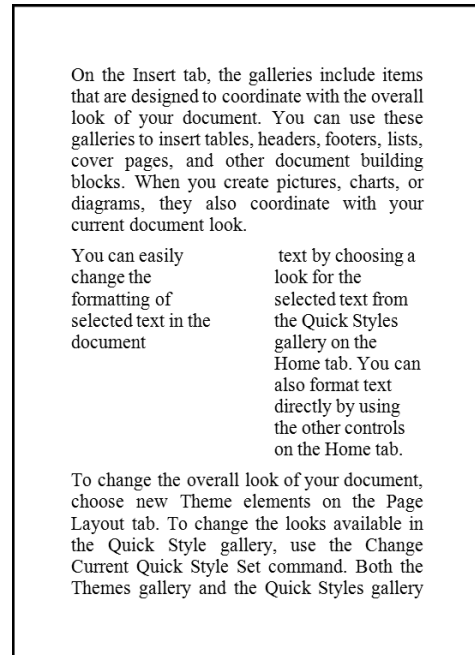 On the Insert tab, the galleries include items
that are designed to coordinate with the overall
look of your document. You can use these
galleries to insert tables, headers, footers, lists,
cover pages, and other document building
blocks. When you create pictures, charts, or
diagrams, they also coordinate with your
current document look.
You can easily
change the
formatting of
selected text in the
document
text by choosing a
look for the
selected text from
the Quick Styles
gallery on the
Home tab. You can
also format text
directly by using
the other controls
on the Home tab.
To change the overall look of your document,
choose new Theme elements on the Page
Layout tab. To change the looks available in
the Quick Style gallery, use the Change
Current Quick Style Set command. Both the
Themes gallery and the Quick Styles gallery